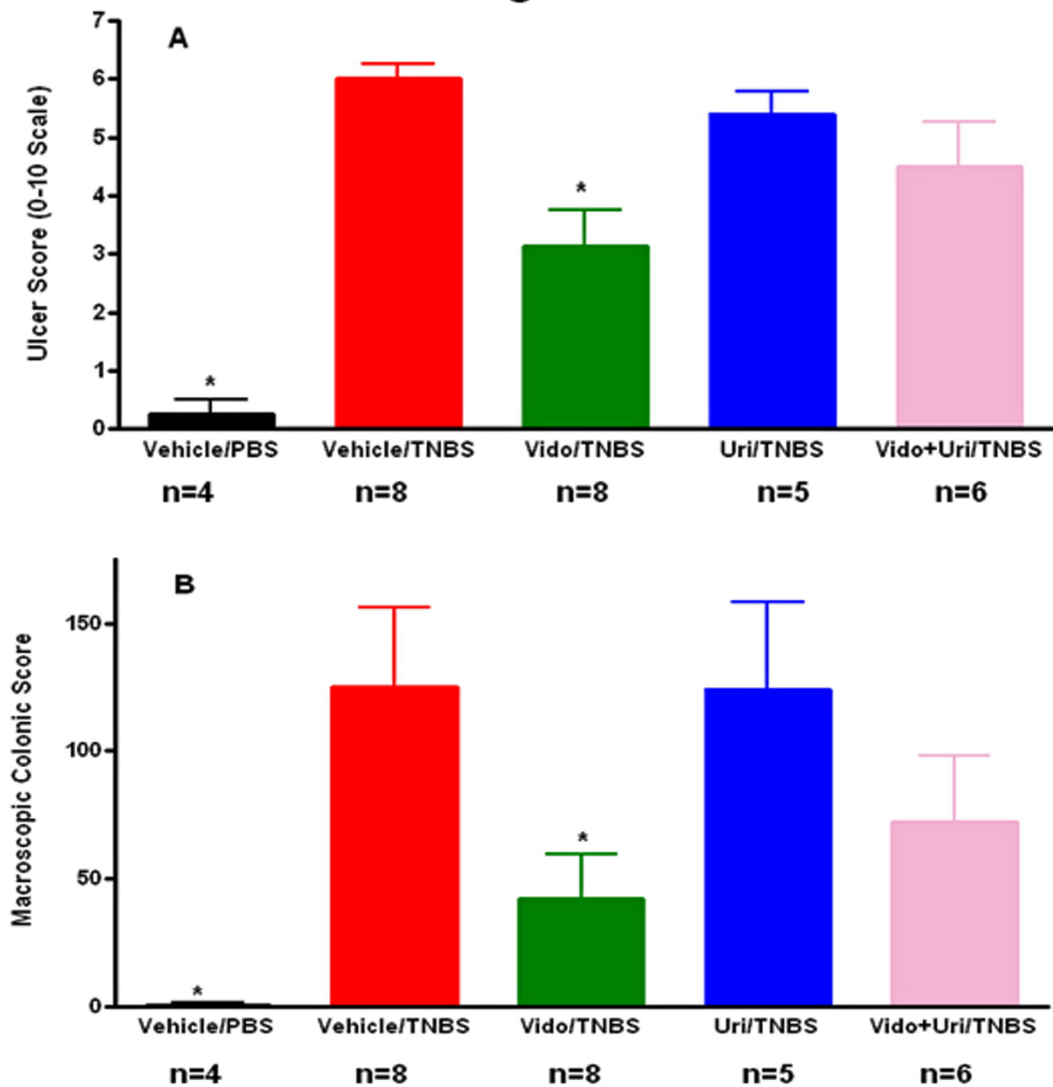 7
A
6
5
4
3
2
1
0
Ulcer Score (0-10 Scale)
*
*
Vehicle/PBS Vehicle/TNBS Vido/TNBS Uri/TNBS Vido+Uri/TNBS
n=4 n=8 n=8 n=5 n=6
B
150
100
50
0
Macroscopic Colonic Score
*
*
Vehicle/PBS Vehicle/TNBS Vido/TNBS Uri/TNBS Vido+Uri/TNBS
n=4 n=8 n=8 n=5 n=6